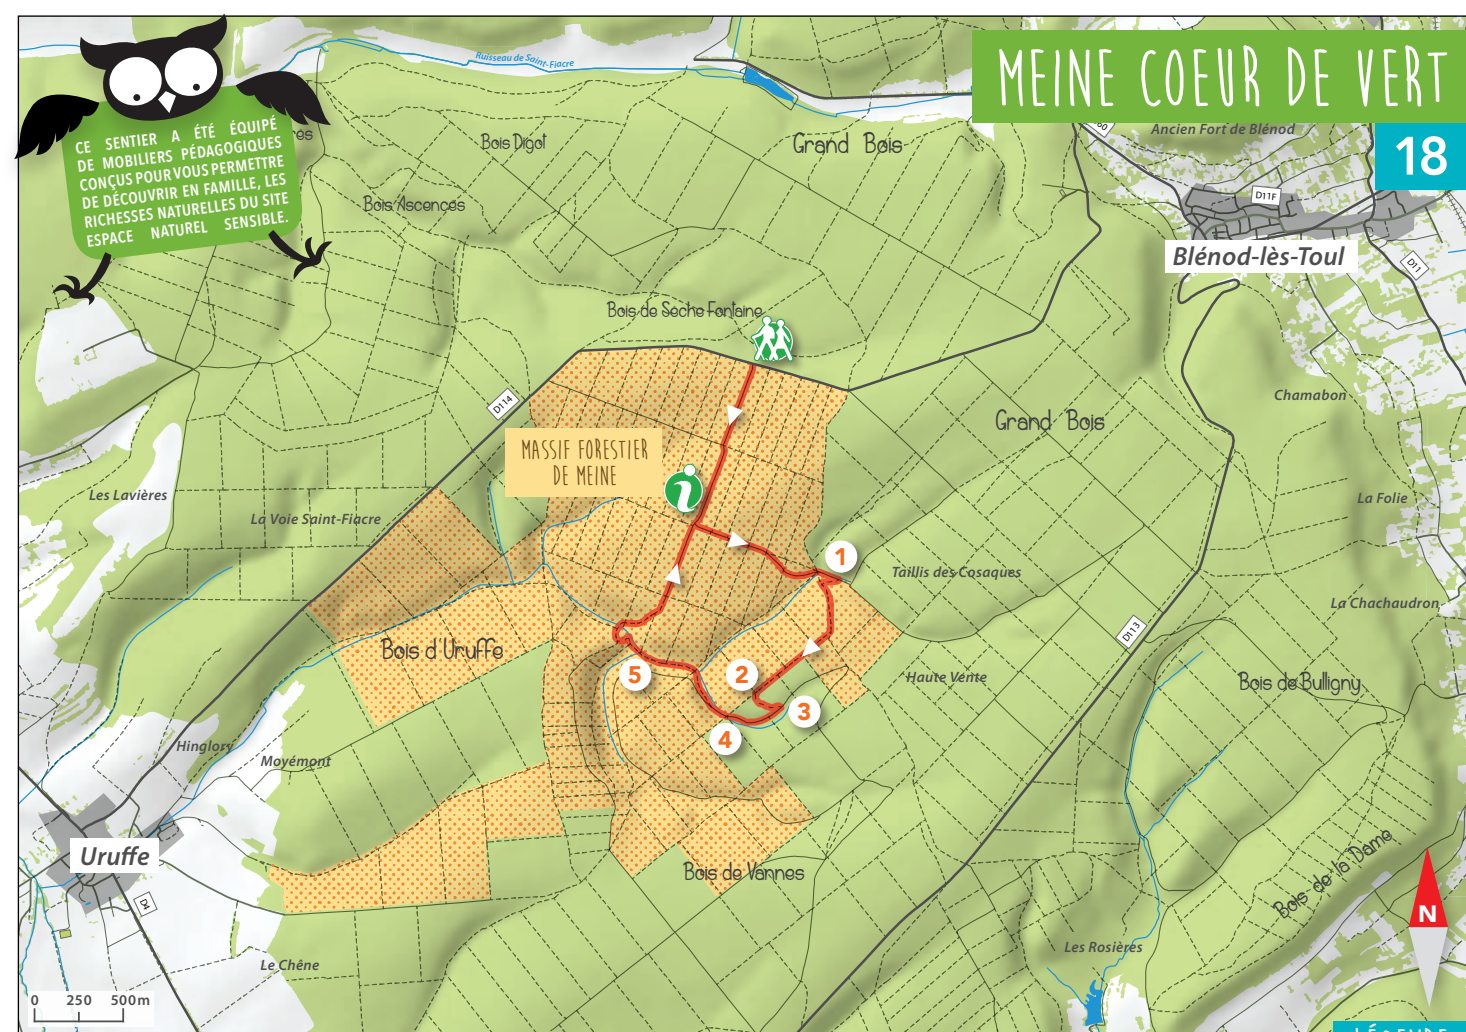 MEINE COEUR DE VERT
18
CE SENTIER A ÉTÉ ÉQUIPÉ
DE MOBILIERS PÉDAGOGIQUES
CONÇUS POUR VOUS PERMETTRE
DE DÉCOUVRIR EN FAMILLE, LES
RICHESSES NATURELLES DU SITE
ESPACE NATUREL SENSIBLE.
Ruisseau de Saint-Fiacre
Bois Digot
Grand Bois
Bois Ascences
Ancien Fort de Blénod
D11F
Blénod-lès-Toul
D11
Bois de Seche Fontaine
D114
Chamabon
Grand Bois
MASSIF FORESTIER
DE MEINE
i
Les Lavières
La Voie Saint-Fiacre
La Folie
1
Taillis des Cosaques
La Chachaudron
D113
Bois d'Uruffe
5
2
Haute Vente
Bois de Bulligny
3
4
Hinglory
Moyémont
Uruffe
Bois de Vannes
Bois de la Dame
D4
N
Les Rosières
Le Chêne
0 250 500m
LÉGENDE